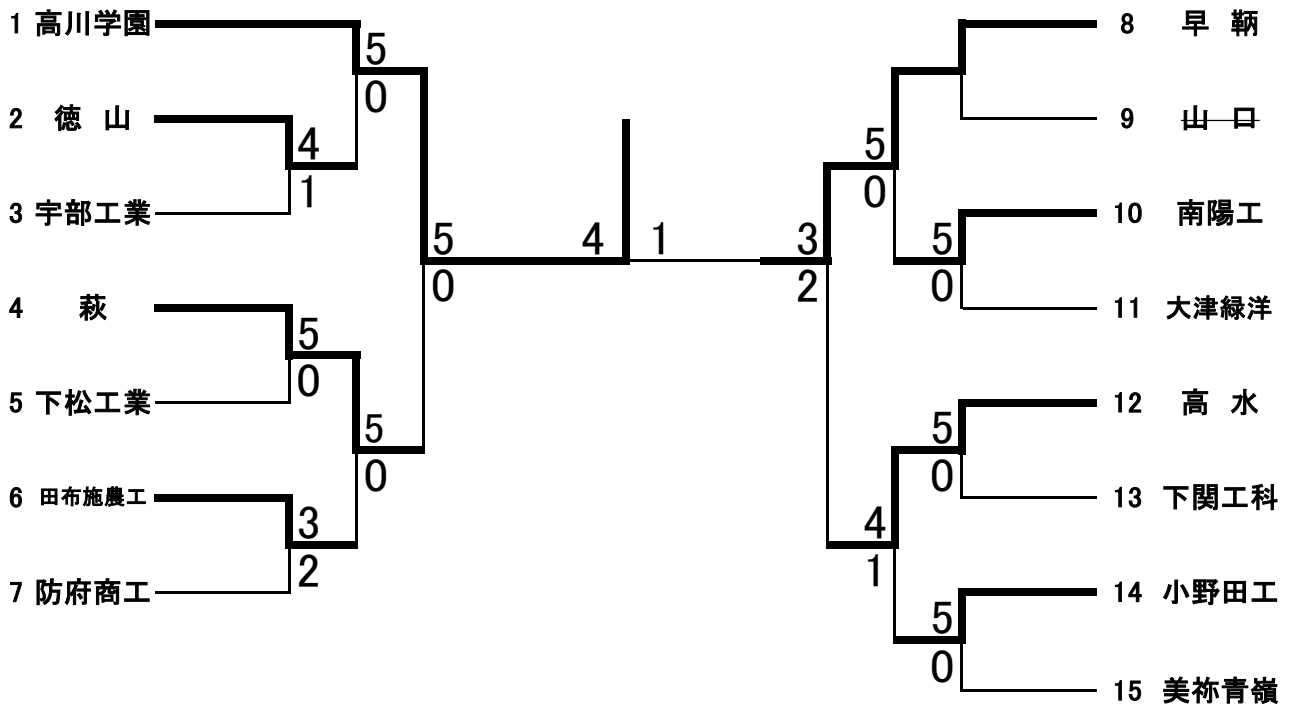 1 高川学園
5
0
2 徳山
4
1
3 宇部工業
5
0
4 萩
5
0
5 下松工業
5
0
6 田布施農工
3
2
7 防府商工
4 1
8 早鞆
9 山口
5
0
10 南陽工
5
0
11 大津緑洋
3
2
12 高水
5
0
13 下関工科
4
1
14 小野田工
5
0
15 美祢青嶺